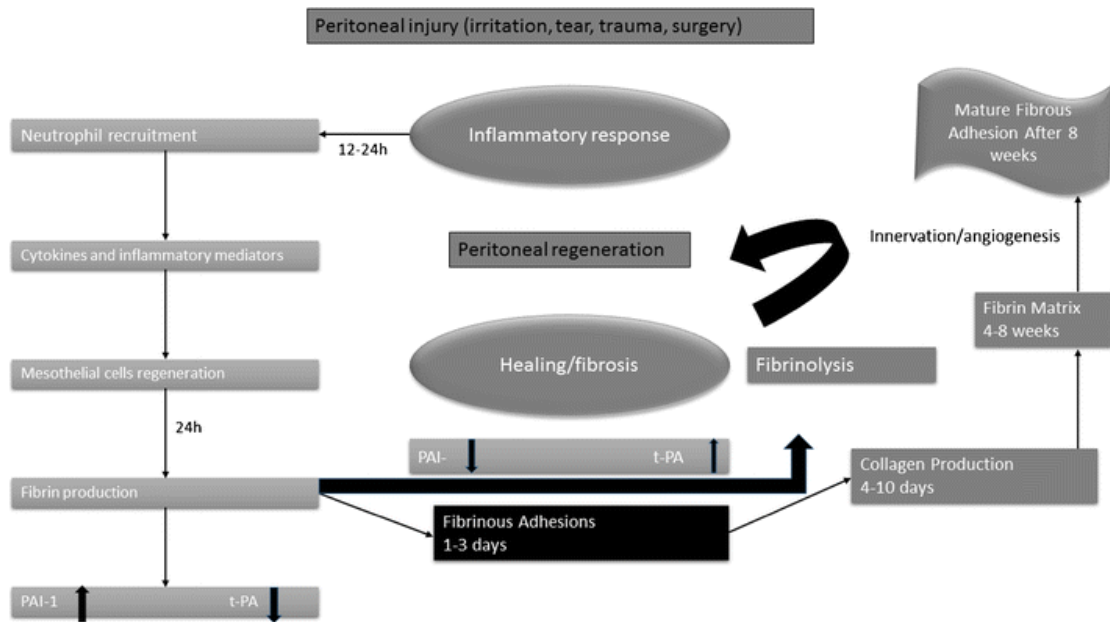 Peritoneal injury (irritation, tear, trauma, surgery)
Neutrophil recruitment
12-24h
Inflammatory response
Mature Fibrous
Adhesion After 8
weeks
Cytokines and inflammatory mediators
Peritoneal regeneration
Innervation/angiogenesis
Mesothelial cells regeneration
Healing/fibrosis
Fibrinolysis
Fibrin Matrix
4-8 weeks
24h
PAI-
t-PA
Fibrin production
Collagen Production
4-10 days
Fibrinous Adhesions
1-3 days
PAI-1
t-PA